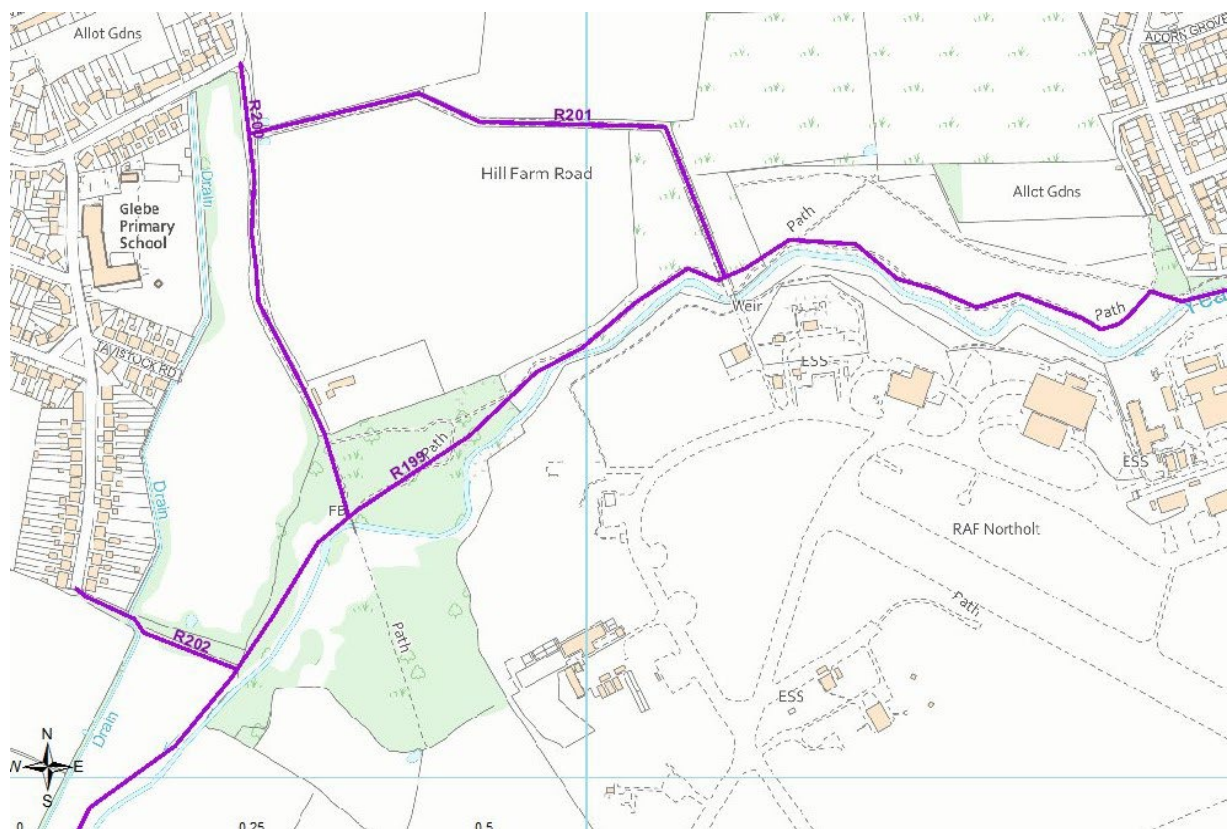 Allot Gdns
ACORN GROVE
R200
R201
Drain
Hill Farm Road
Allot Gdns
Glebe
Primary
School
Path
Weir
Path
TAVISTOCK RD
ESS
Path
R199
ESS
Drain
FB
RAF Northolt
Path
Path
R202
ESS
Drain
N
W
E
S
0
0.25
0.5